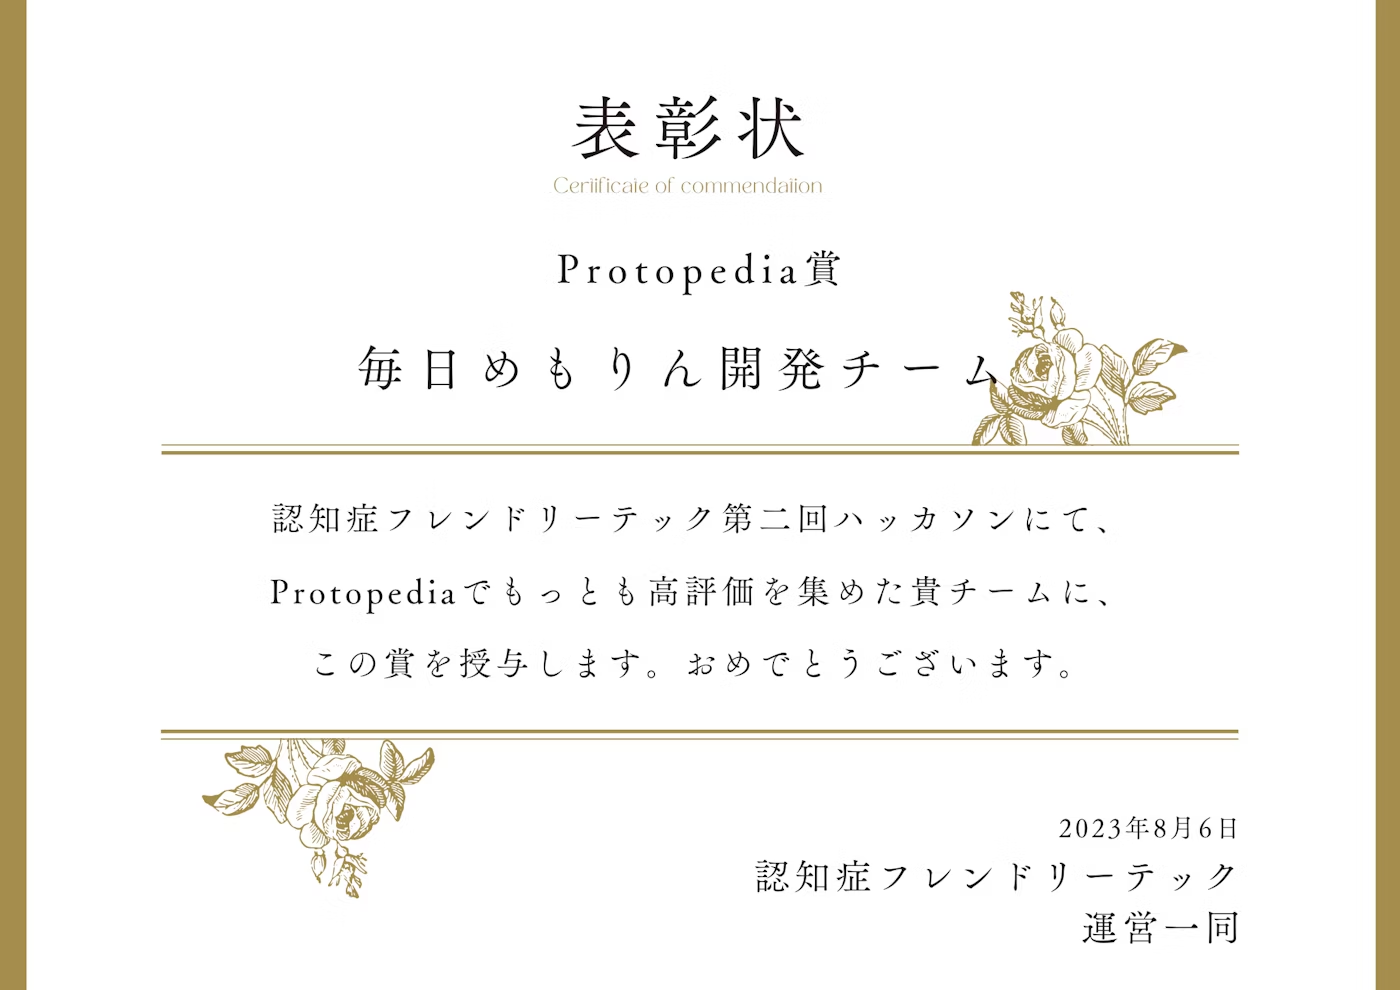 表彰状
Certificate of commendation
Protopedia賞
毎日めもりん開発チーム
認知症フレンドリーテック第二回ハッカソンにて、
Protopediaでもっとも高評価を集めた貴チームに、
この賞を授与します。おめでとうございます。
2023年8月6日
認知症フレンドリーテック
運営一同